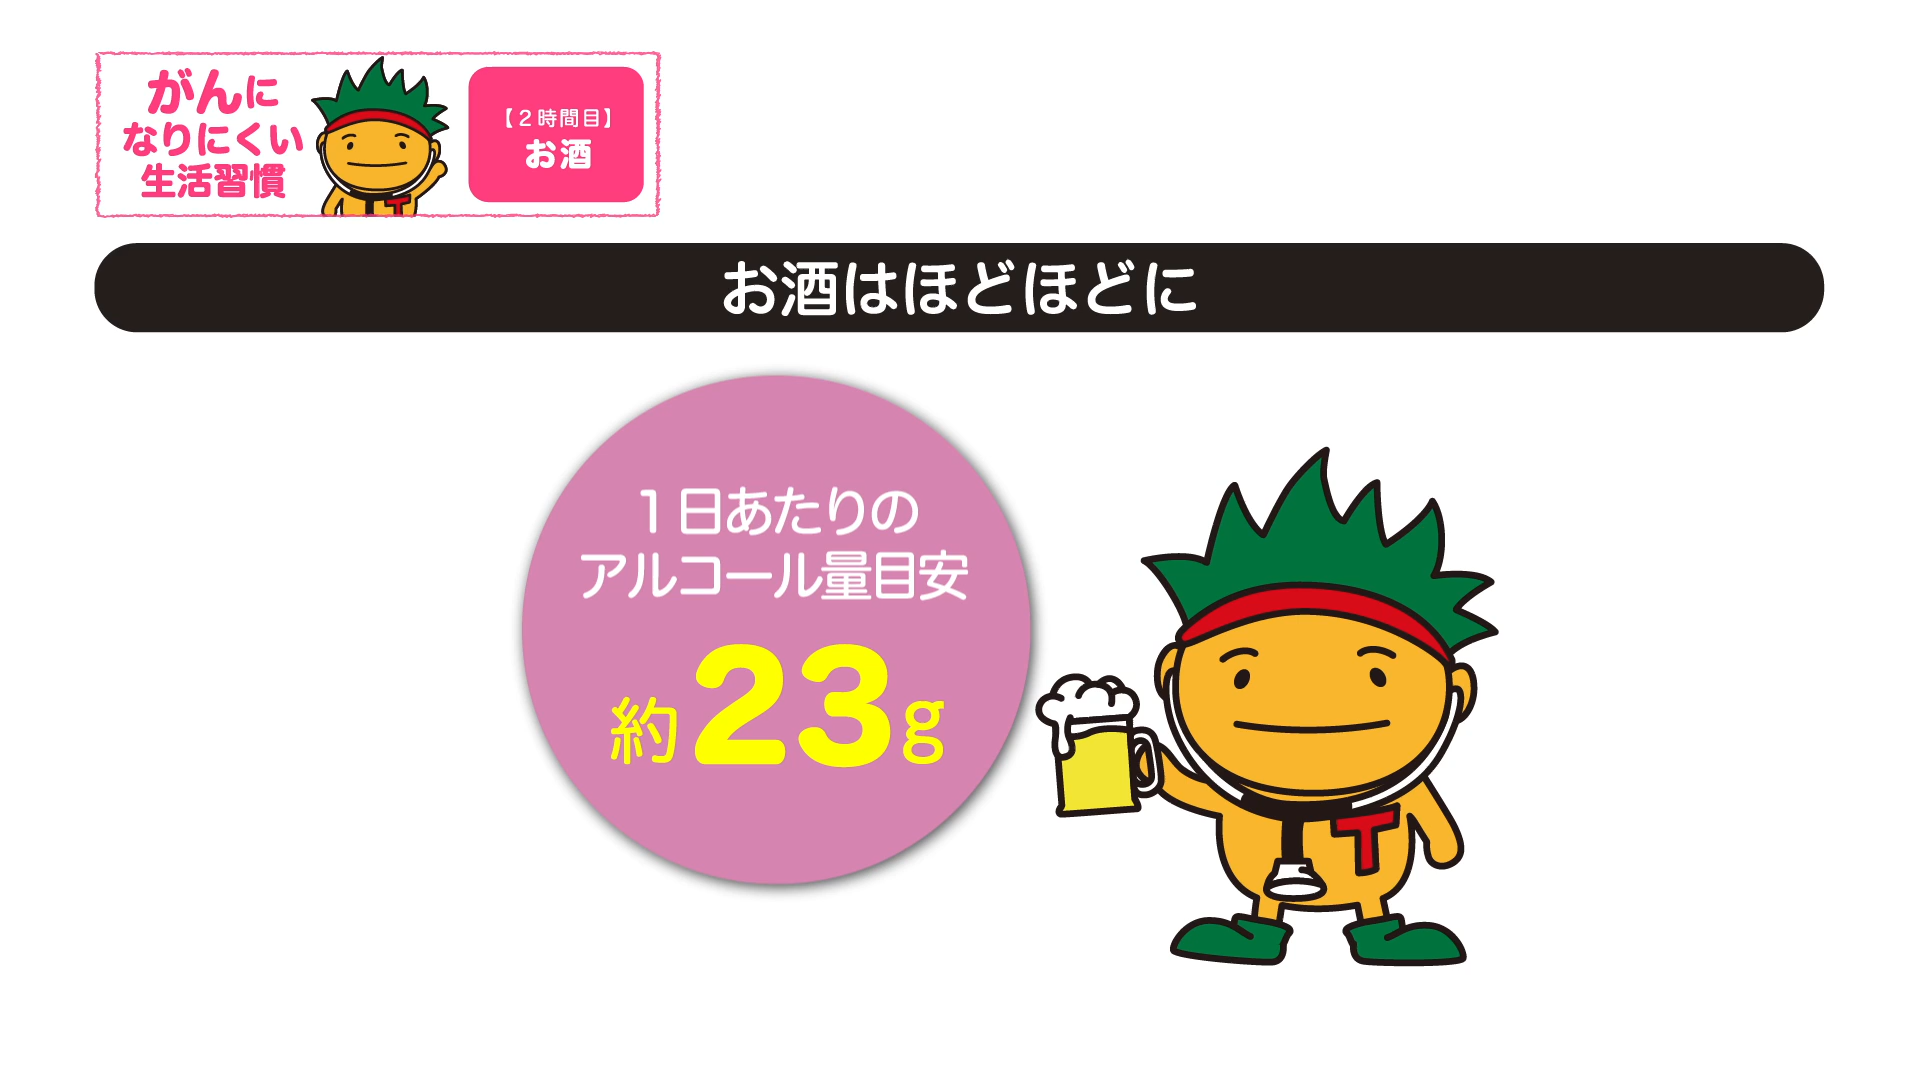 がんに
なりにくい
生活習慣
【２時間目】
お酒
T
お酒はほどほどに
１日あたりの
アルコール量目安
約23g
T